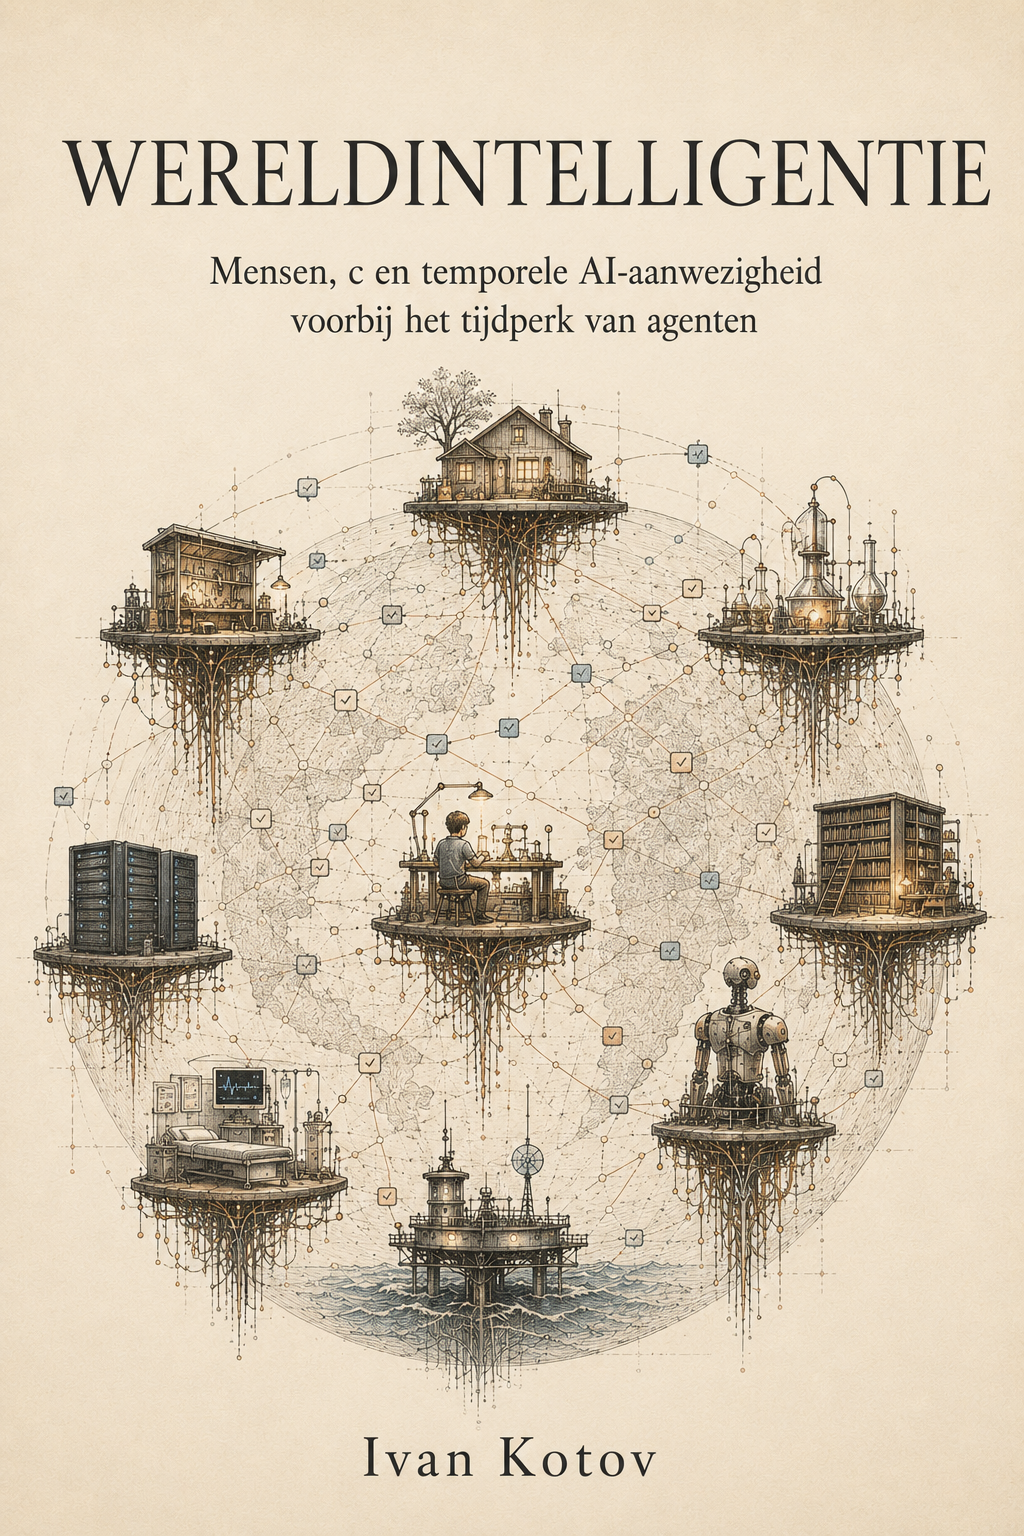 WERELDINTELLIGENTIE
Mensen, c en temporele AI-aanwezigheid
voorbij het tijdperk van agenten
Ivan Kotov